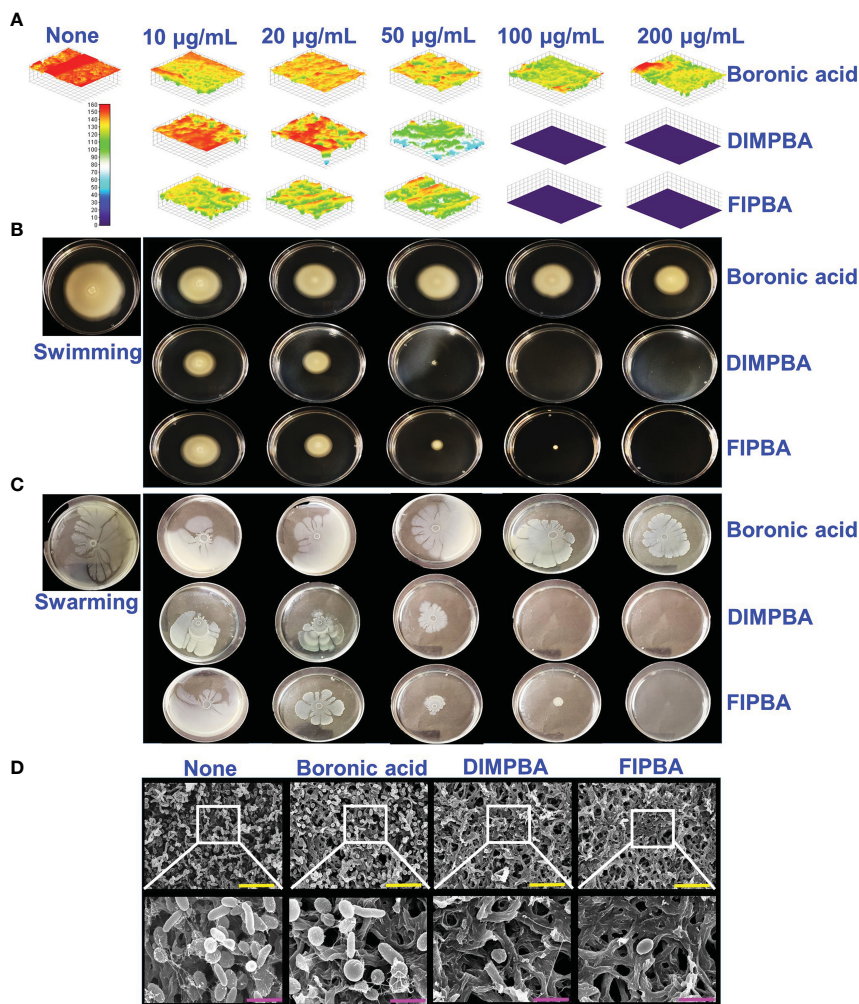 A
None
10 µg/mL
20 µg/mL
50 µg/mL
100 µg/mL
200 µg/mL
Boronic acid
160
150
140
130
120
110
100
90
80
70
60
50
40
30
20
10
0
DIMPBA
FIPBA
B
Boronic acid
Swimming
DIMPBA
FIPBA
C
Boronic acid
Swarming
DIMPBA
FIPBA
D
None
Boronic acid
DIMPBA
FIPBA